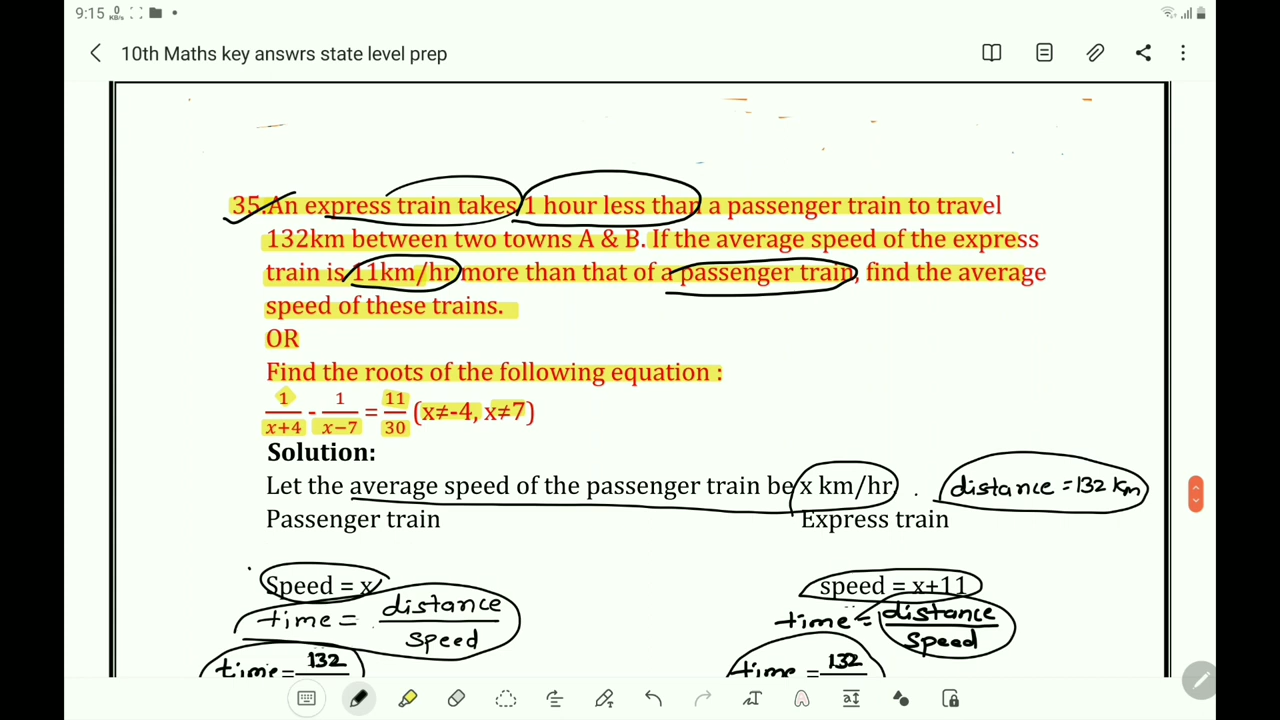 9:15 0 KB/s
10th Maths key answrs state level prep
35.An express train takes 1 hour less than a passenger train to travel
132km between two towns A & B. If the average speed of the express
train is 11km/hr more than that of a passenger train, find the average
speed of these trains.
OR
Find the roots of the following equation :
1/x+4 - 1/x−7 = 11/30 (x≠-4, x≠7)
Solution:
Let the average speed of the passenger train be x km/hr . distance = 132 km
Passenger train Express train
Speed = x speed = x+11
time = distance/speed time = distance/speed
time = 132 time = 132